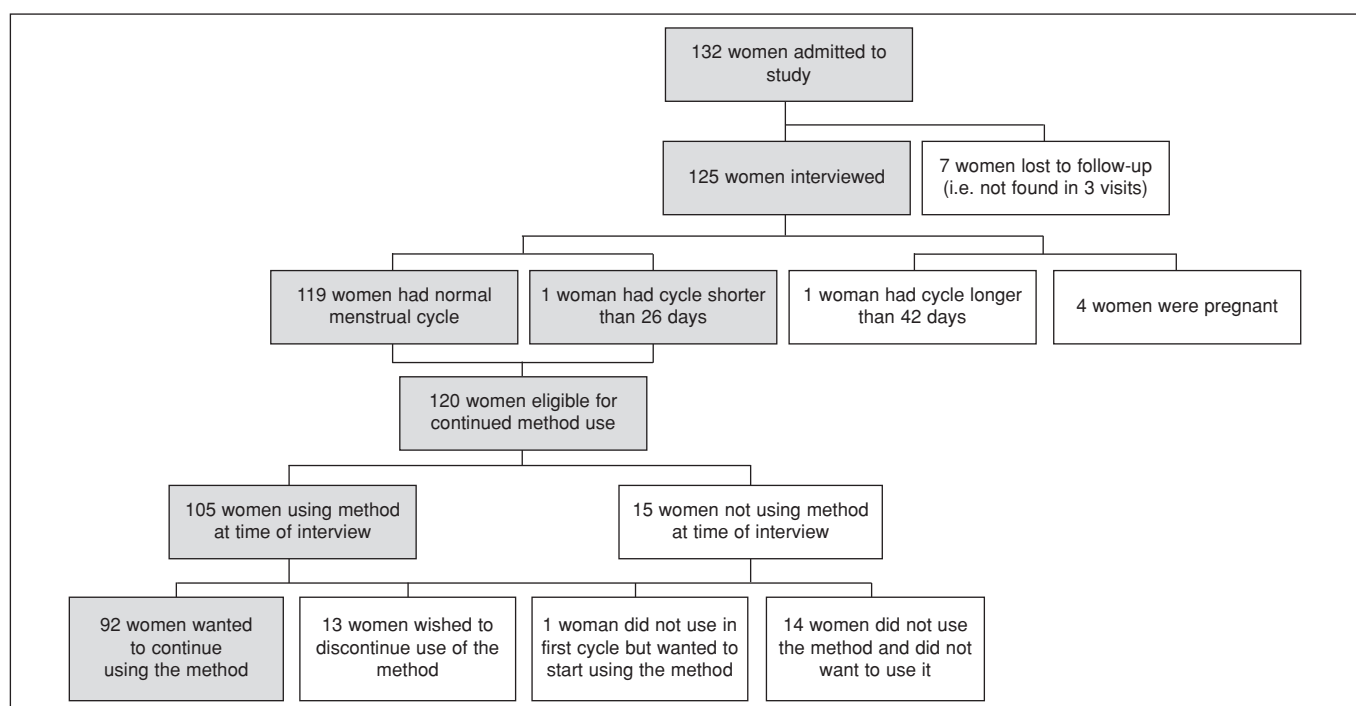 132 women admitted to
study
125 women interviewed
7 women lost to follow-up
(i.e. not found in 3 visits)
119 women had normal
menstrual cycle
1 woman had cycle shorter
than 26 days
1 woman had cycle longer
than 42 days
4 women were pregnant
120 women eligible for
continued method use
105 women using method
at time of interview
15 women not using method
at time of interview
92 women wanted
to continue
using the method
13 women wished to
discontinue use of the
method
1 woman did not use in
first cycle but wanted to
start using the method
14 women did not use
the method and did not
want to use it